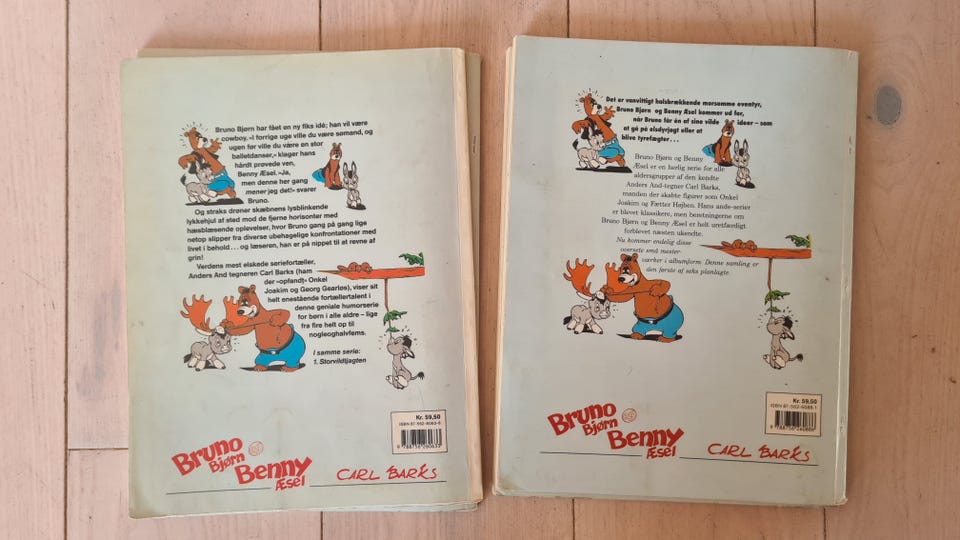 Bruno Bjørn har fået en ny fiks idé; han vil være
cowboy. »I forrige uge ville du være sømand, og
ugen før ville du være en stor
balletdanser,« klager hans
hårdt prøvede ven,
Benny Æsel. »Ja,
men denne her gang
mener jeg det!« svarer
Bruno.
Og straks drøner skæbnens lysblinkende
lykkehjul af sted mod de fjerne horisonter med
hæsblæsende oplevelser, hvor Bruno gang på gang lige
netop slipper fra diverse ubehagelige konfrontationer med
livet i behold . . . og læseren, han er på nippet til at revne af
grin!
Verdens mest elskede seriefortæller,
Anders And tegneren Carl Barks (ham
der »opfandt« Onkel
Joakim og Georg Gearløs), viser sit
helt enestående fortællertalent i
denne geniale humorserie
for børn i alle aldre – lige
fra fire helt op til
nogleoghalvfems.
I samme serie:
1. Storvildtjagten
Kr. 59,50
Bruno
Bjørn
Benny
Æsel
CARL BARKS
Det er vanvittigt halsbrækkende morsomme eventyr,
Bruno Bjørn og Benny Æsel kommer ud for,
når Bruno får én af sine vilde ideer – som
at gå på elsdyrjagt eller at
blive tyrefægter . . .
Bruno Bjørn og Benny
Æsel er en herlig serie for alle
aldersgrupper af den kendte
Anders And-tegner Carl Barks,
manden der skabte figurer som Onkel
Joakim og Fætter Højben. Hans ande-serier
er blevet klassikere, men beretningerne om
Bruno Bjørn og Benny Æsel er helt uretfærdigt
forblevet næsten ukendte.
Nu kommer endelig disse
oversete små mester-
værker i albumform. Denne samling er
den første af seks planlagte.
Kr. 59,50
Bruno
Bjørn
Benny
Æsel
CARL BARKS